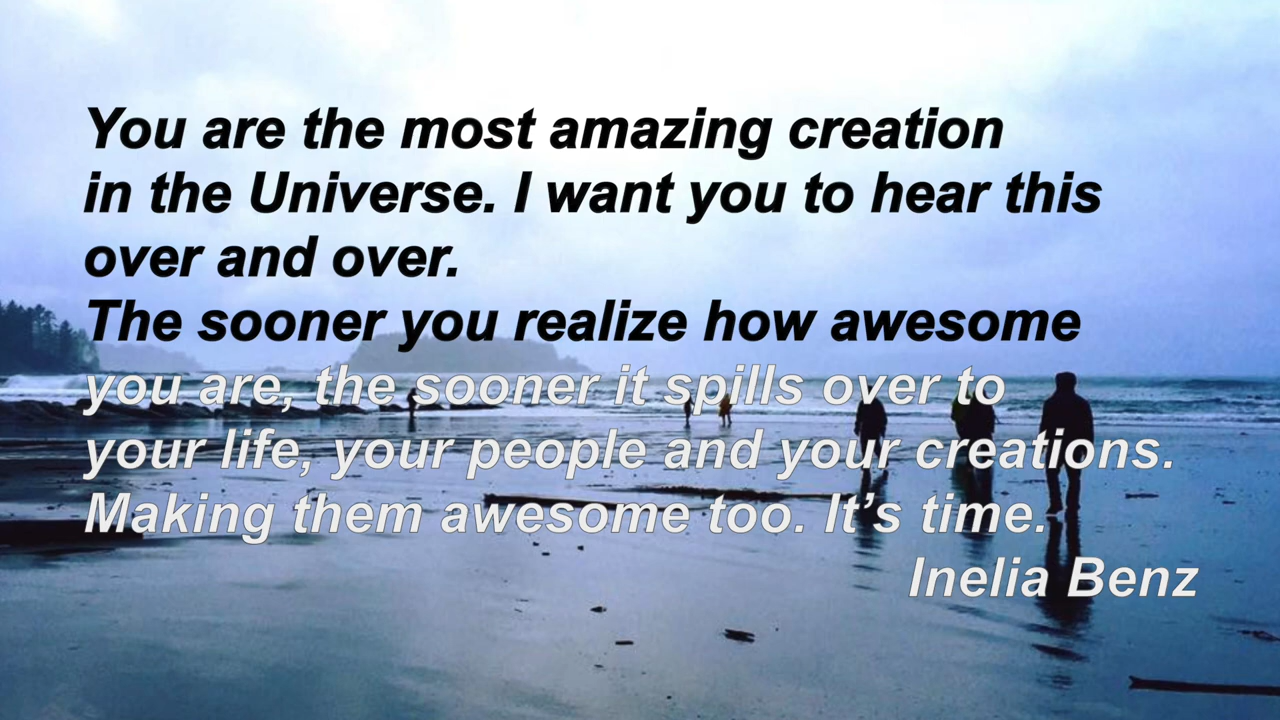 You are the most amazing creation
in the Universe. I want you to hear this
over and over.
The sooner you realize how awesome
you are, the sooner it spills over to
your life, your people and your creations.
Making them awesome too. It’s time.
Inelia Benz